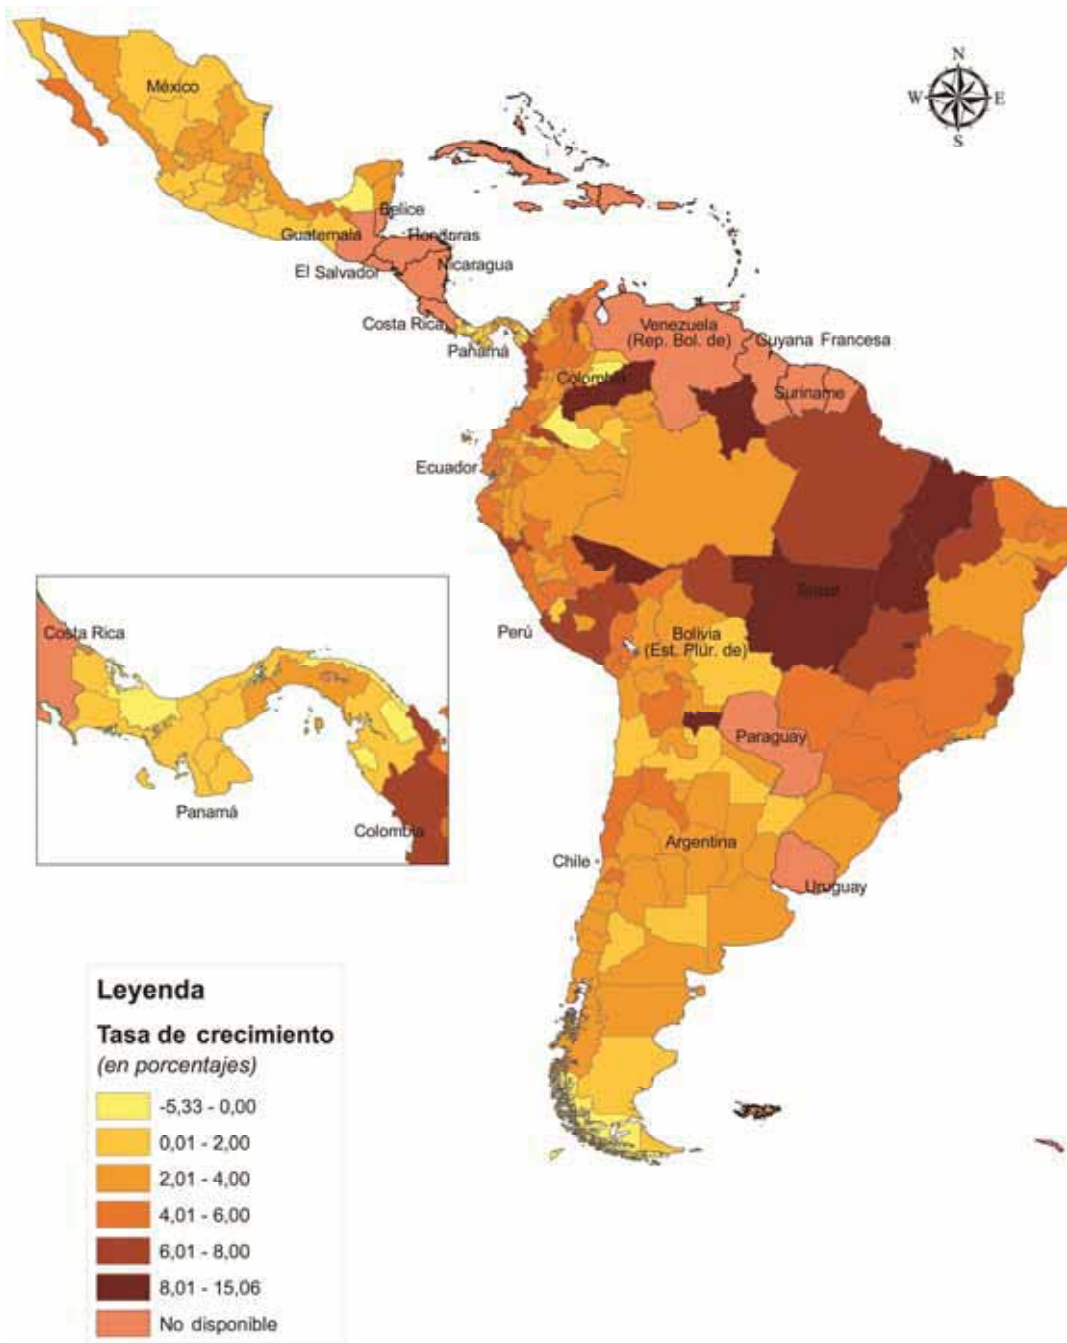 N
W E
S
México
Belice
Guatemala
Honduras
El Salvador
Nicaragua
Costa Rica
Panamá
Venezuela
(Rep. Bol. de)
Guyana Francesa
Suriname
Colombia
Ecuador
Brasil
Perú
Bolivia
(Est. Plur. de)
Paraguay
Chile
Argentina
Uruguay
Costa Rica
Panamá
Colombia
Leyenda
Tasa de crecimiento
(en porcentajes)
-5,33 - 0,00
0,01 - 2,00
2,01 - 4,00
4,01 - 6,00
6,01 - 8,00
8,01 - 15,06
No disponible